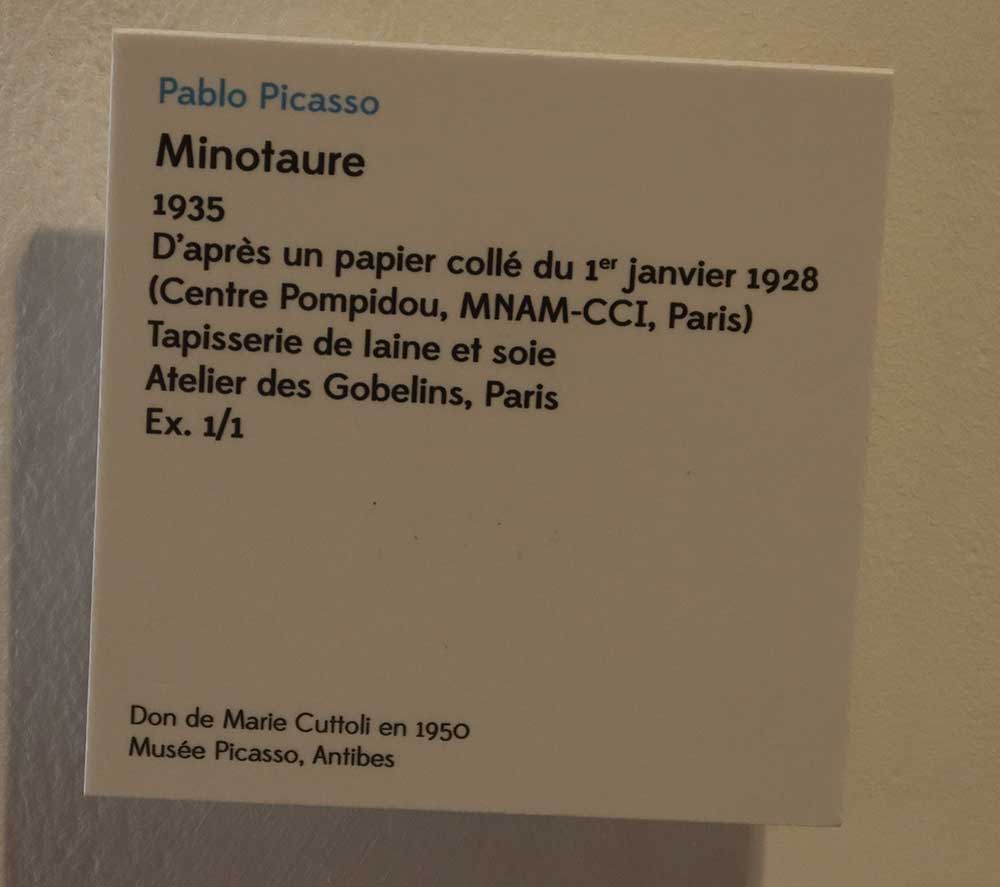 Pablo Picasso
Minotaure
1935
D'après un papier collé du 1er janvier 1928
(Centre Pompidou, MNAM-CCI, Paris)
Tapisserie de laine et soie
Atelier des Gobelins, Paris
Ex. 1/1
Don de Marie Cuttoli en 1950
Musée Picasso, Antibes